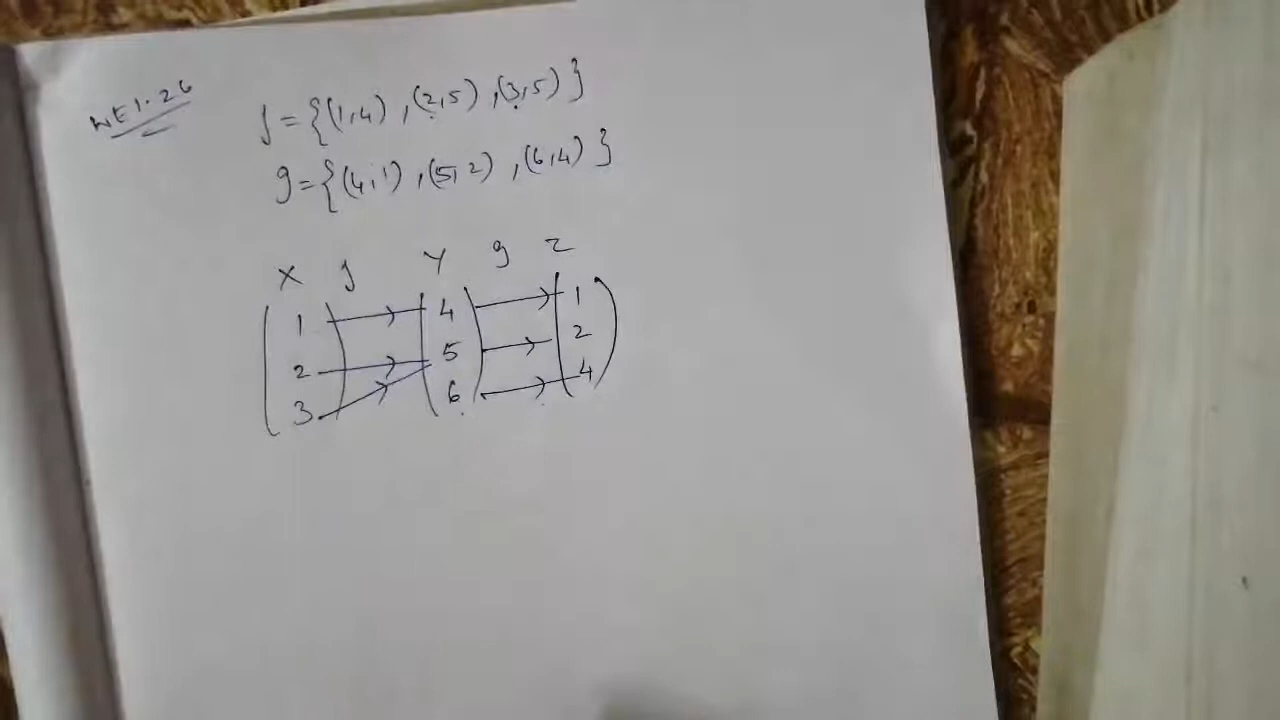 WE 1.26
f = {(1,4), (2,5), (3,5)}
g = {(4,1), (5,2), (6,4)}
X f Y g Z
1 4 1
2 5 2
3 6 4